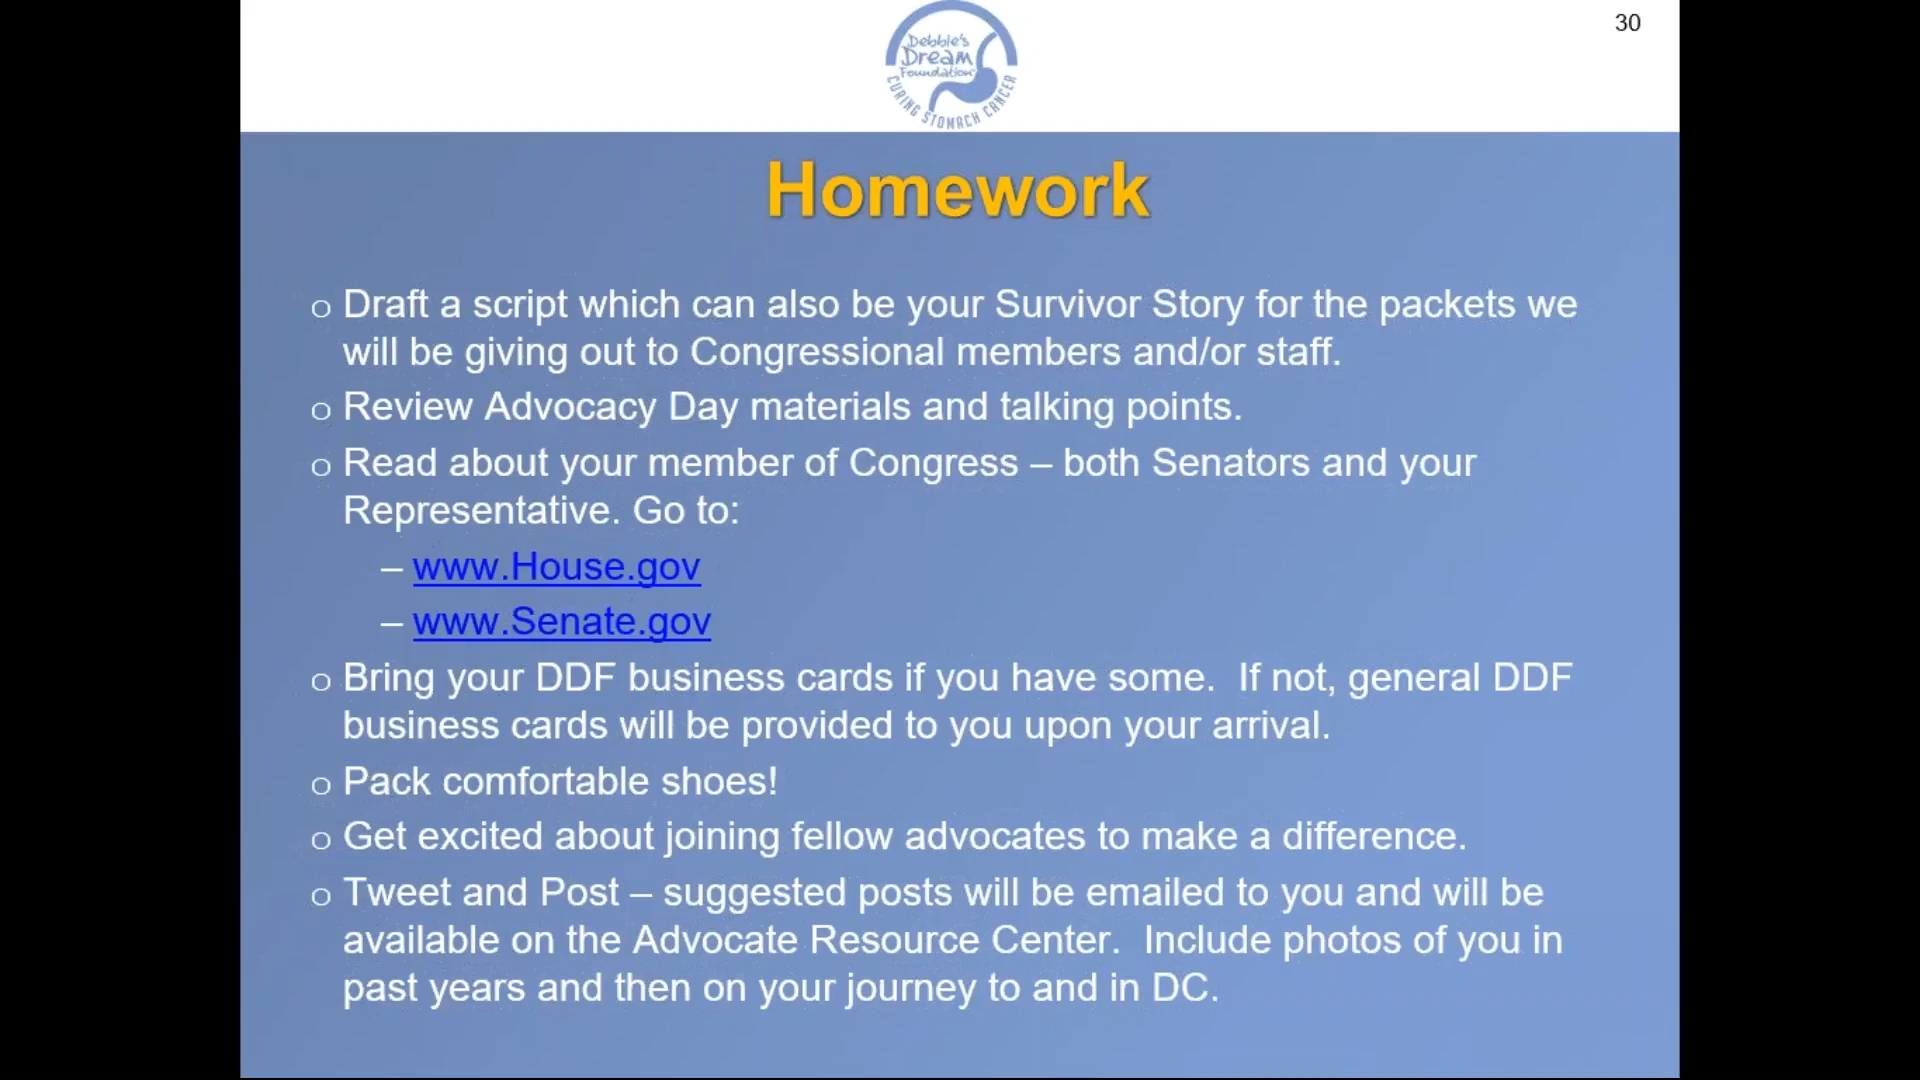 30
Debbie's
Dream
Foundation
CURING STOMACH CANCER
Homework
o Draft a script which can also be your Survivor Story for the packets we
will be giving out to Congressional members and/or staff.
o Review Advocacy Day materials and talking points.
o Read about your member of Congress – both Senators and your
Representative. Go to:
– www.House.gov
– www.Senate.gov
o Bring your DDF business cards if you have some.  If not, general DDF
business cards will be provided to you upon your arrival.
o Pack comfortable shoes!
o Get excited about joining fellow advocates to make a difference.
o Tweet and Post – suggested posts will be emailed to you and will be
available on the Advocate Resource Center.  Include photos of you in
past years and then on your journey to and in DC.